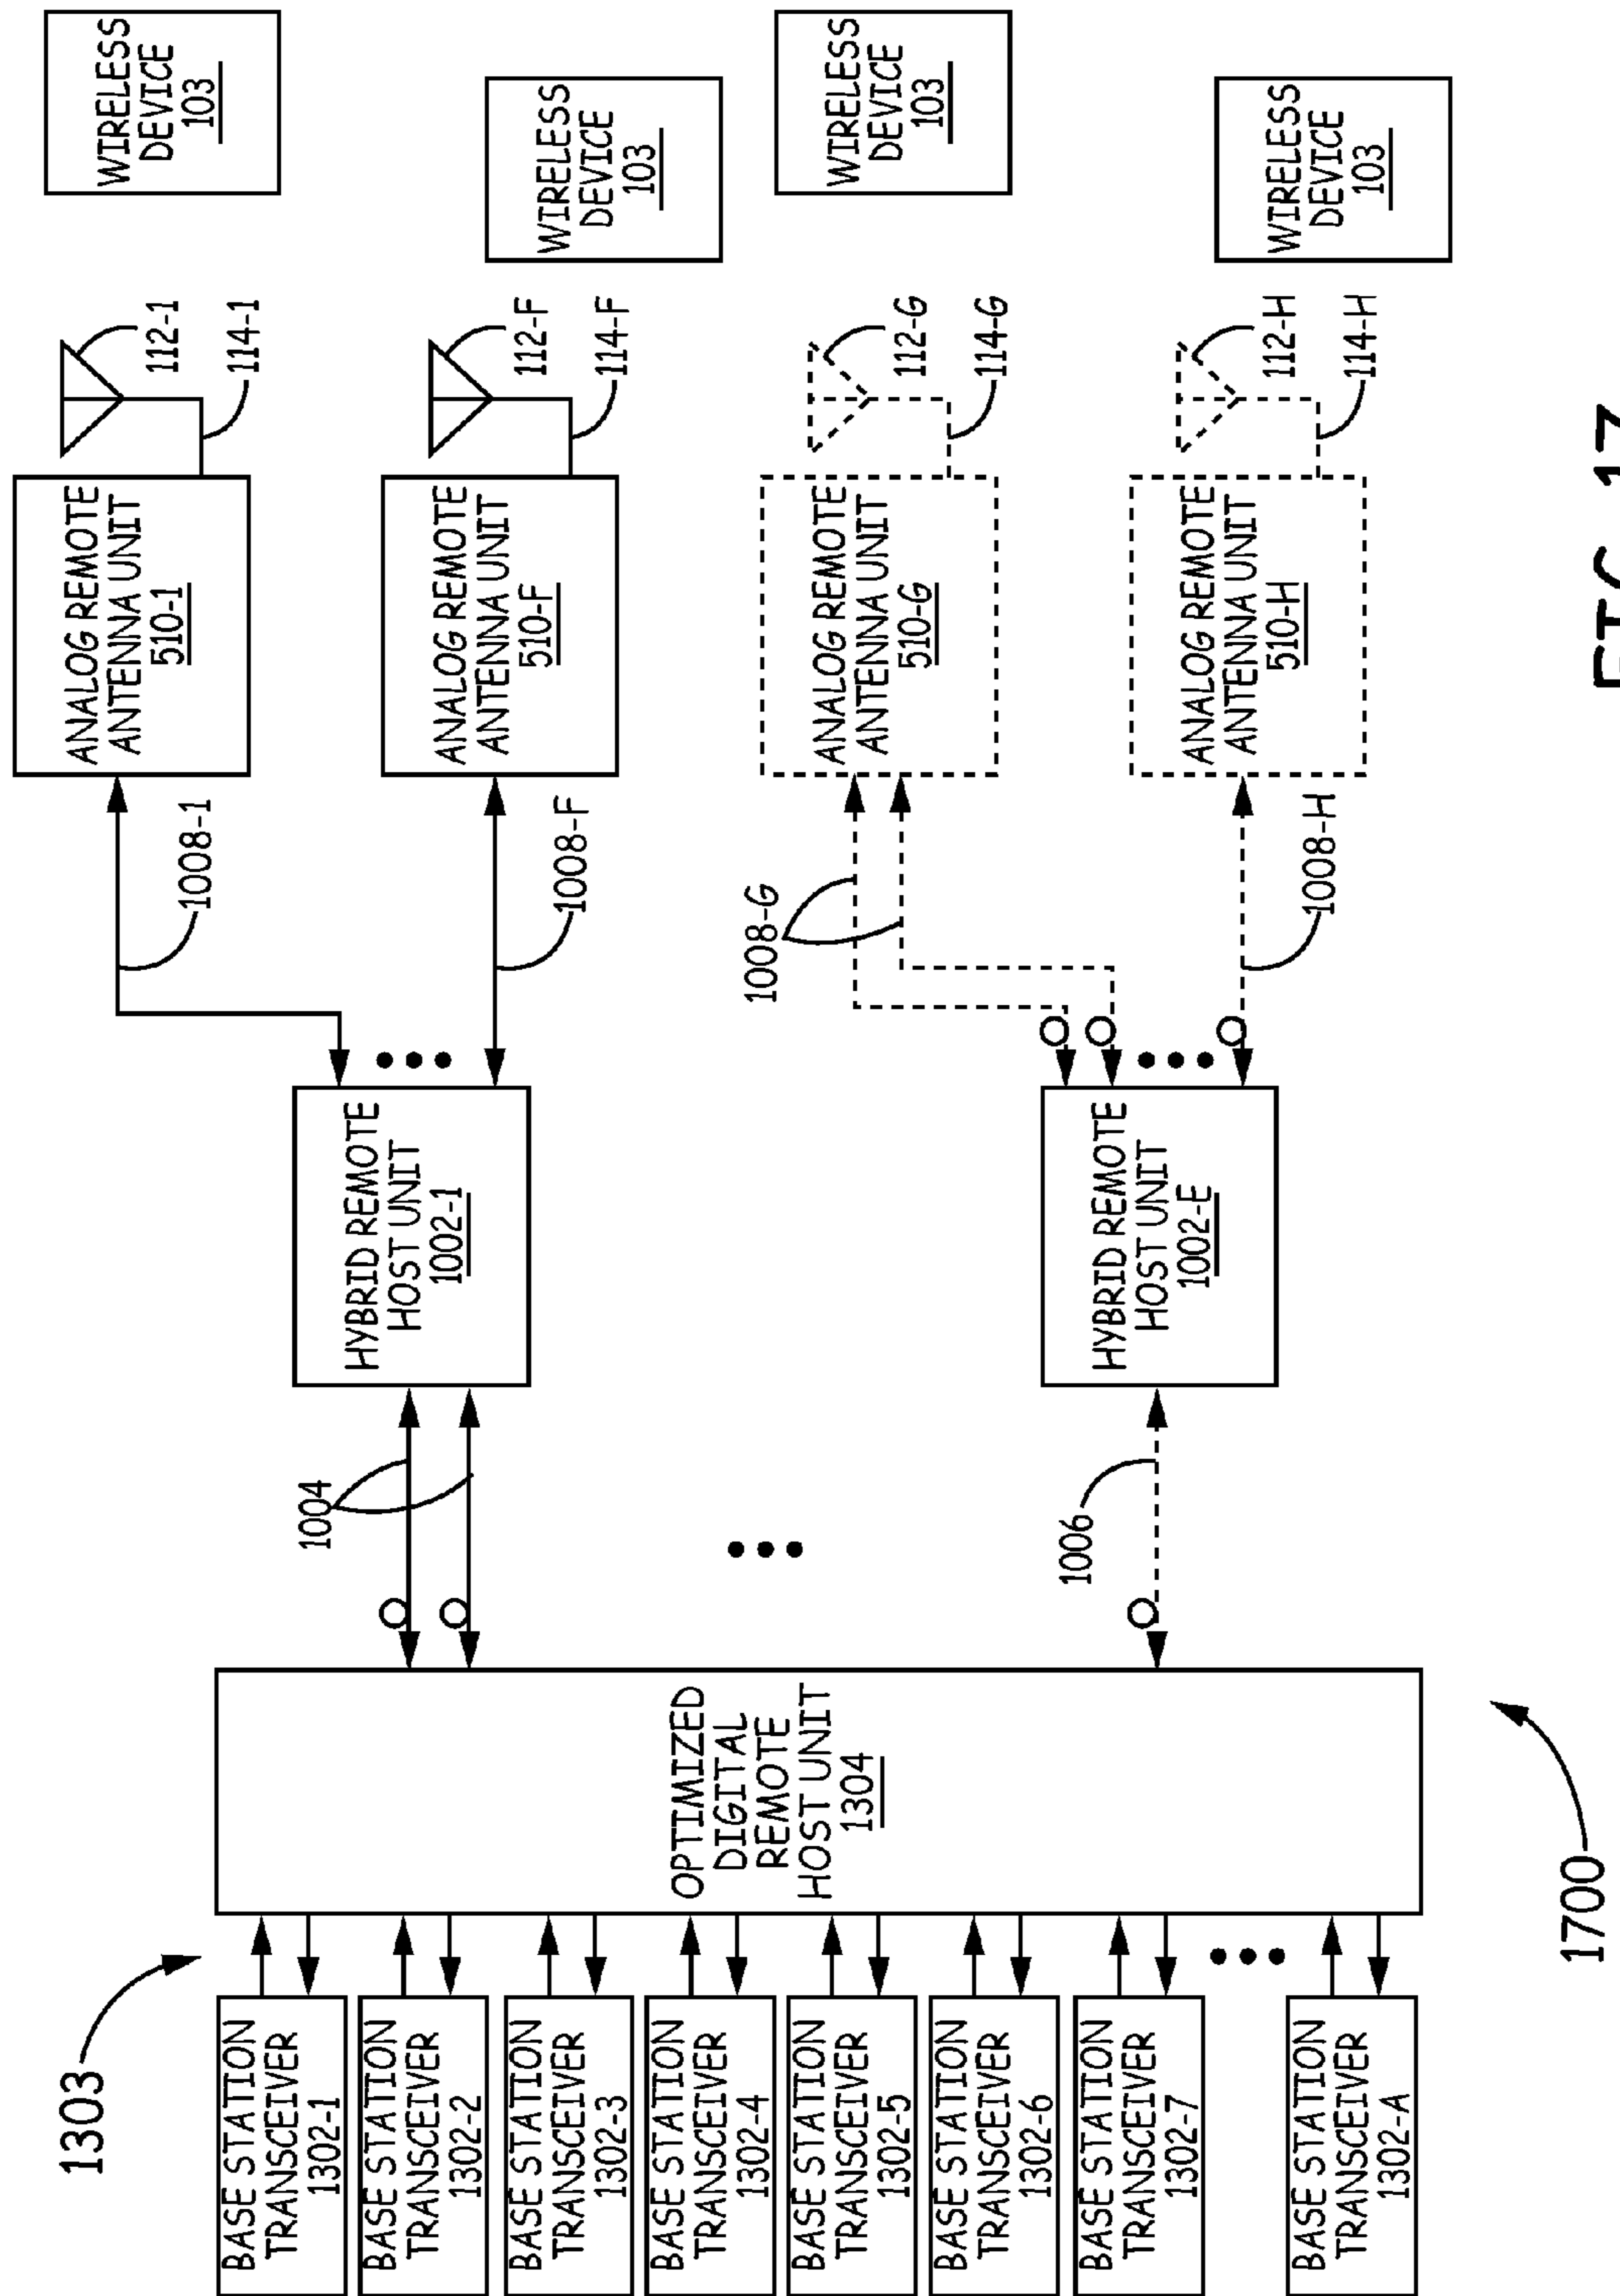 1303
BASE STATION
TRANSCEIVER
1302-1
BASE STATION
TRANSCEIVER
1302-2
BASE STATION
TRANSCEIVER
1302-3
BASE STATION
TRANSCEIVER
1302-4
BASE STATION
TRANSCEIVER
1302-5
BASE STATION
TRANSCEIVER
1302-6
BASE STATION
TRANSCEIVER
1302-7
BASE STATION
TRANSCEIVER
1302-A
OPTIMIZED
DIGITAL
REMOTE
HOST UNIT
1304
1004
1006
HYBRID REMOTE
HOST UNIT
1002-1
HYBRID REMOTE
HOST UNIT
1002-E
1008-1
1008-F
1008-G
1008-H
ANALOG REMOTE
ANTENNA UNIT
510-1
ANALOG REMOTE
ANTENNA UNIT
510-F
ANALOG REMOTE
ANTENNA UNIT
510-G
ANALOG REMOTE
ANTENNA UNIT
510-H
112-1
114-1
112-F
114-F
112-G
114-G
112-H
114-H
WIRELESS
DEVICE
103
WIRELESS
DEVICE
103
WIRELESS
DEVICE
103
WIRELESS
DEVICE
103
1700